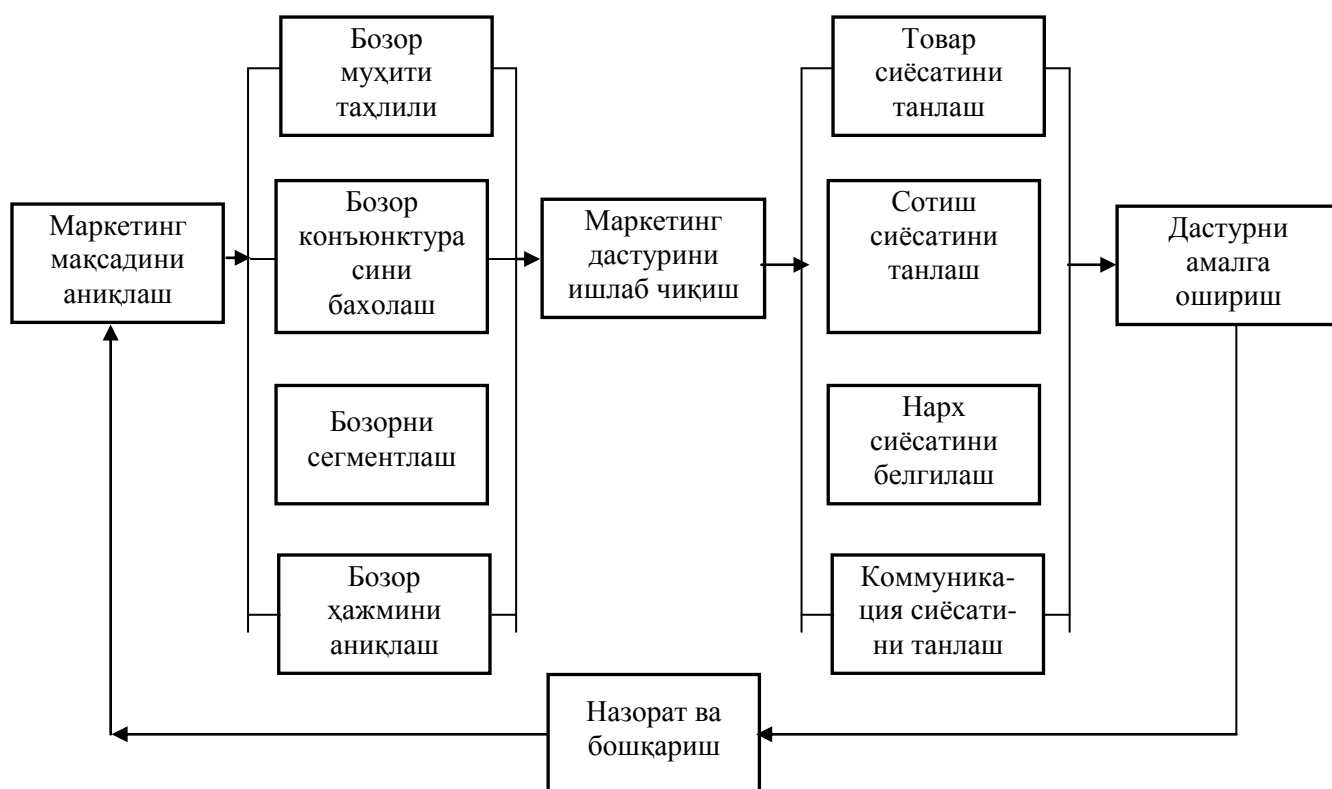 Бозор
муҳити
таҳлили
Товар
сиёсатини
танлаш
Маркетинг
мақсадини
аниқлаш
Бозор
конъюнктура
сини
бахолаш
Маркетинг
дастурини
ишлаб чиқиш
Сотиш
сиёсатини
танлаш
Дастурни
амалга
ошириш
Бозорни
сегментлаш
Нарх
сиёсатини
белгилаш
Бозор
ҳажмини
аниқлаш
Коммуника-
ция сиёсати-
ни танлаш
Назорат ва
бошқариш